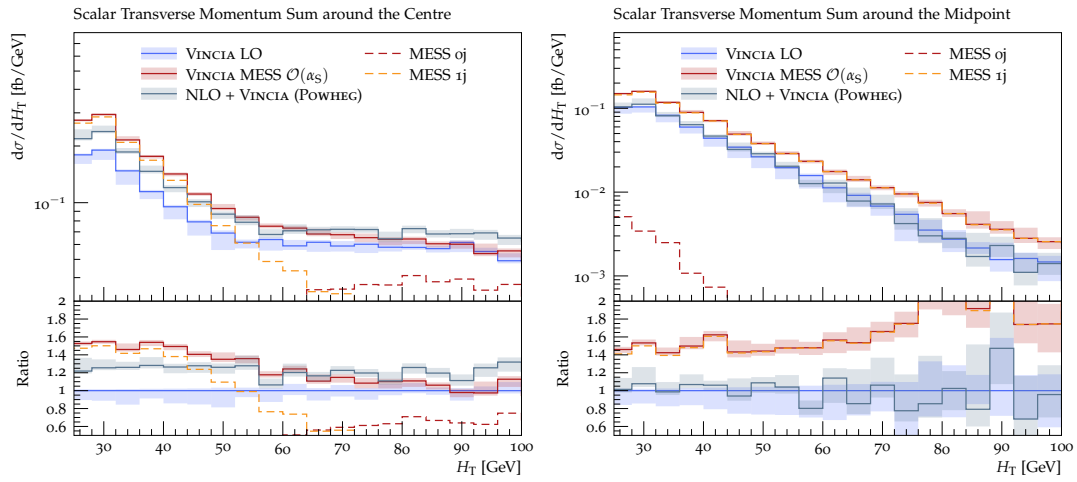 Scalar Transverse Momentum Sum around the Centre
VINCIA LO
VINCIA MESS 𝒪(αS)
NLO + VINCIA (POWHEG)
MESS 0j
MESS 1j
dσ/dHT [fb/GeV]
10⁻¹
2
1.8
1.6
1.4
1.2
1
0.8
0.6
Ratio
30 40 50 60 70 80 90 100
HT [GeV]
Scalar Transverse Momentum Sum around the Midpoint
VINCIA LO
VINCIA MESS 𝒪(αS)
NLO + VINCIA (POWHEG)
MESS 0j
MESS 1j
dσ/dHT [fb/GeV]
10⁻¹
10⁻²
10⁻³
2
1.8
1.6
1.4
1.2
1
0.8
0.6
Ratio
30 40 50 60 70 80 90 100
HT [GeV]